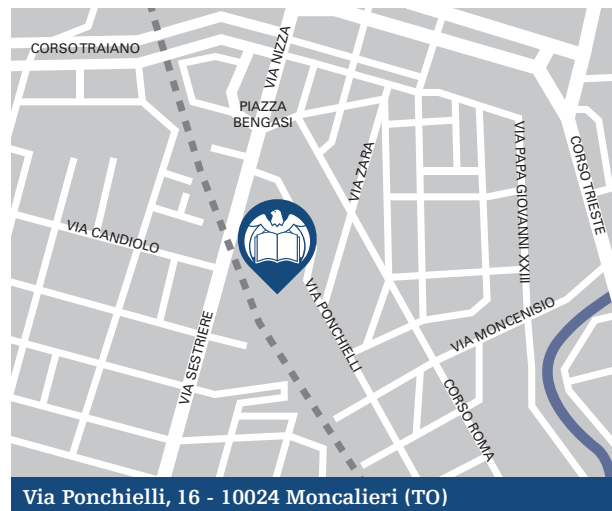 CORSO TRAIANO
VIA NIZZA
PIAZZA
BENGASI
VIA ZARA
VIA PAPA GIOVANNI XXIII
CORSO TRIESTE
VIA CANDIOLO
VIA PONCHIELLI
VIA MONCENISIO
VIA SESTRIERE
CORSO ROMA
Via Ponchielli, 16 - 10024 Moncalieri (TO)